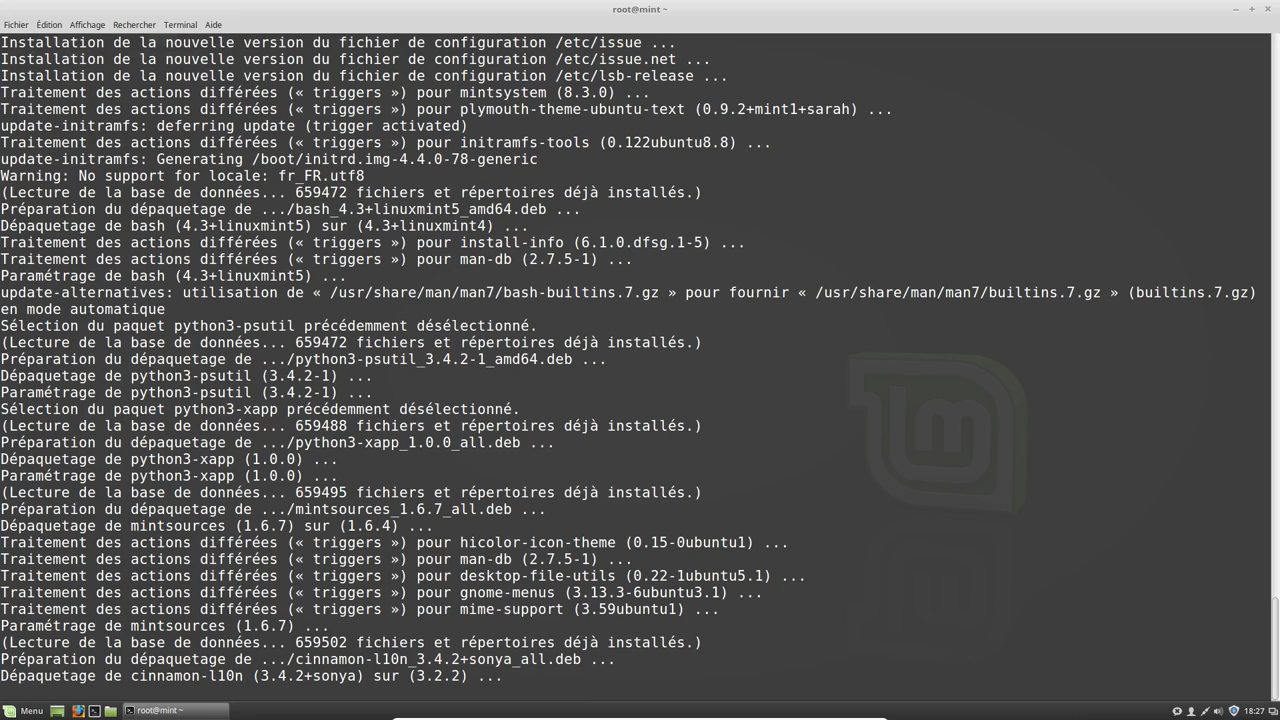 root@mint ~
Fichier Édition Affichage Rechercher Terminal Aide
Installation de la nouvelle version du fichier de configuration /etc/issue ...
Installation de la nouvelle version du fichier de configuration /etc/issue.net ...
Installation de la nouvelle version du fichier de configuration /etc/lsb-release ...
Traitement des actions différées (« triggers ») pour mintsystem (8.3.0) ...
Traitement des actions différées (« triggers ») pour plymouth-theme-ubuntu-text (0.9.2+mint1+sarah) ...
update-initramfs: deferring update (trigger activated)
Traitement des actions différées (« triggers ») pour initramfs-tools (0.122ubuntu8.8) ...
update-initramfs: Generating /boot/initrd.img-4.4.0-78-generic
Warning: No support for locale: fr_FR.utf8
(Lecture de la base de données... 659472 fichiers et répertoires déjà installés.)
Préparation du dépaquetage de .../bash_4.3+linuxmint5_amd64.deb ...
Dépaquetage de bash (4.3+linuxmint5) sur (4.3+linuxmint4) ...
Traitement des actions différées (« triggers ») pour install-info (6.1.0.dfsg.1-5) ...
Traitement des actions différées (« triggers ») pour man-db (2.7.5-1) ...
Paramétrage de bash (4.3+linuxmint5) ...
update-alternatives: utilisation de « /usr/share/man/man7/bash-builtins.7.gz » pour fournir « /usr/share/man/man7/builtins.7.gz » (builtins.7.gz)
en mode automatique
Sélection du paquet python3-psutil précédemment désélectionné.
(Lecture de la base de données... 659472 fichiers et répertoires déjà installés.)
Préparation du dépaquetage de .../python3-psutil_3.4.2-1_amd64.deb ...
Dépaquetage de python3-psutil (3.4.2-1) ...
Paramétrage de python3-psutil (3.4.2-1) ...
Sélection du paquet python3-xapp précédemment désélectionné.
(Lecture de la base de données... 659488 fichiers et répertoires déjà installés.)
Préparation du dépaquetage de .../python3-xapp_1.0.0_all.deb ...
Dépaquetage de python3-xapp (1.0.0) ...
Paramétrage de python3-xapp (1.0.0) ...
(Lecture de la base de données... 659495 fichiers et répertoires déjà installés.)
Préparation du dépaquetage de .../mintsources_1.6.7_all.deb ...
Dépaquetage de mintsources (1.6.7) sur (1.6.4) ...
Traitement des actions différées (« triggers ») pour hicolor-icon-theme (0.15-0ubuntu1) ...
Traitement des actions différées (« triggers ») pour man-db (2.7.5-1) ...
Traitement des actions différées (« triggers ») pour desktop-file-utils (0.22-1ubuntu5.1) ...
Traitement des actions différées (« triggers ») pour gnome-menus (3.13.3-6ubuntu3.1) ...
Traitement des actions différées (« triggers ») pour mime-support (3.59ubuntu1) ...
Paramétrage de mintsources (1.6.7) ...
(Lecture de la base de données... 659502 fichiers et répertoires déjà installés.)
Préparation du dépaquetage de .../cinnamon-l10n_3.4.2+sonya_all.deb ...
Dépaquetage de cinnamon-l10n (3.4.2+sonya) sur (3.2.2) ...
Menu root@mint ~ 18:27